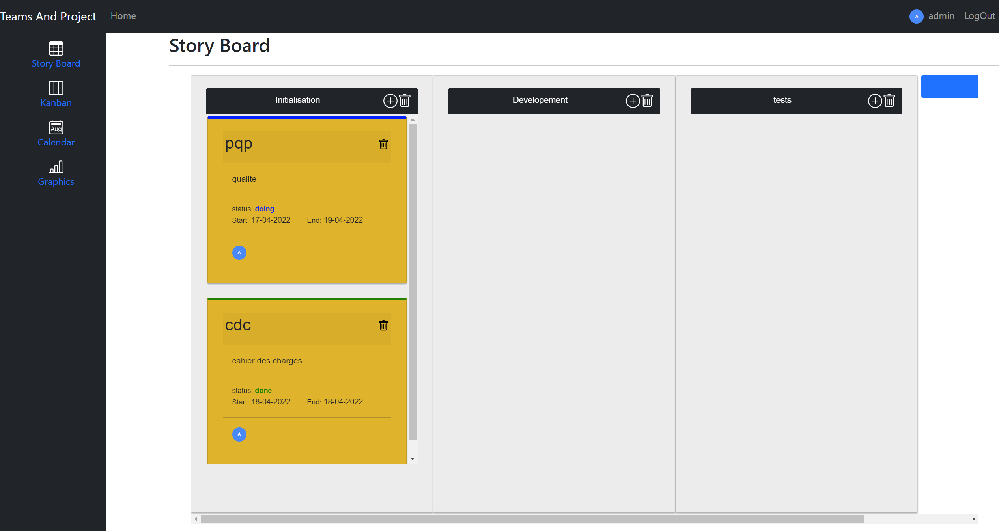 Teams And Project Home A admin LogOut
Story Board
Kanban
Aug
Calendar
Graphics
Story Board
Initialisation
pqp
qualite
status: doing
Start: 17-04-2022 End: 19-04-2022
A
cdc
cahier des charges
status: done
Start: 18-04-2022 End: 18-04-2022
A
Developement
tests